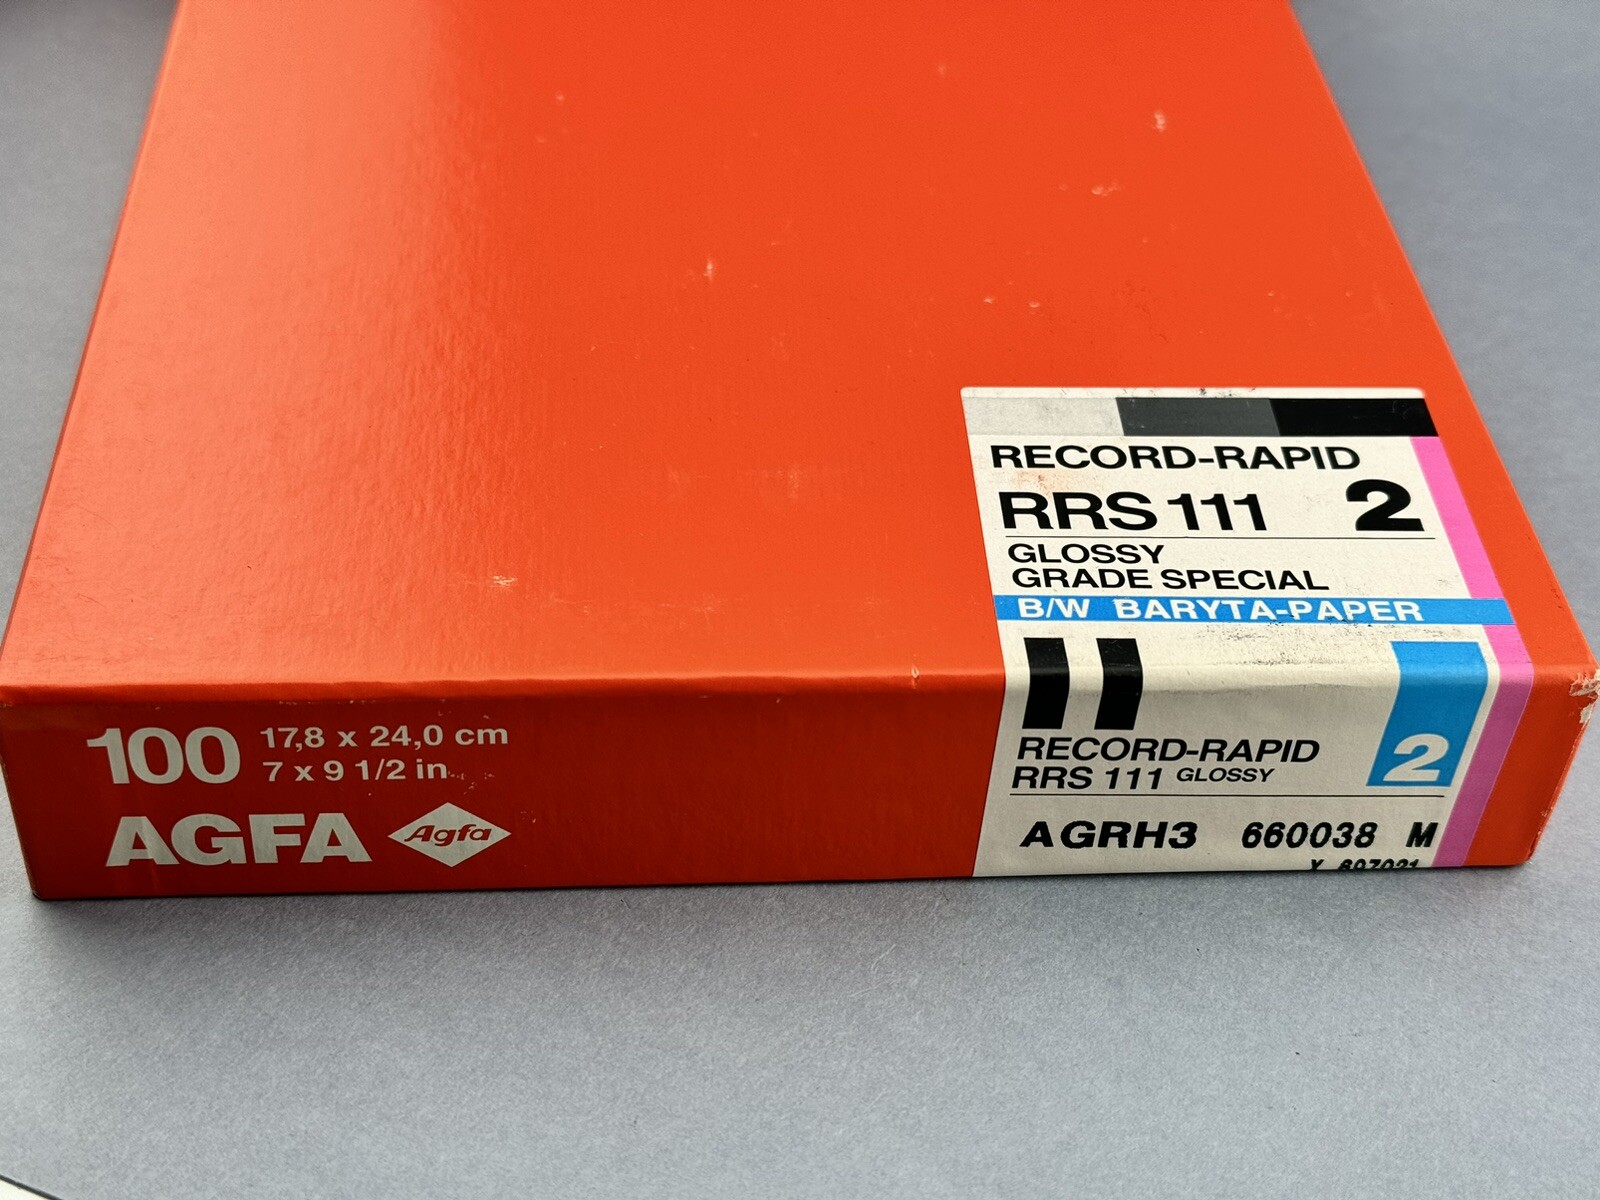 RECORD-RAPID
RRS 111 2
GLOSSY
GRADE SPECIAL
B/W BARYTA-PAPER
RECORD-RAPID
RRS 111 GLOSSY
2
AGRH3 660038 M
100
17,8 x 24,0 cm
7 x 9 1/2 in
AGFA
Agfa